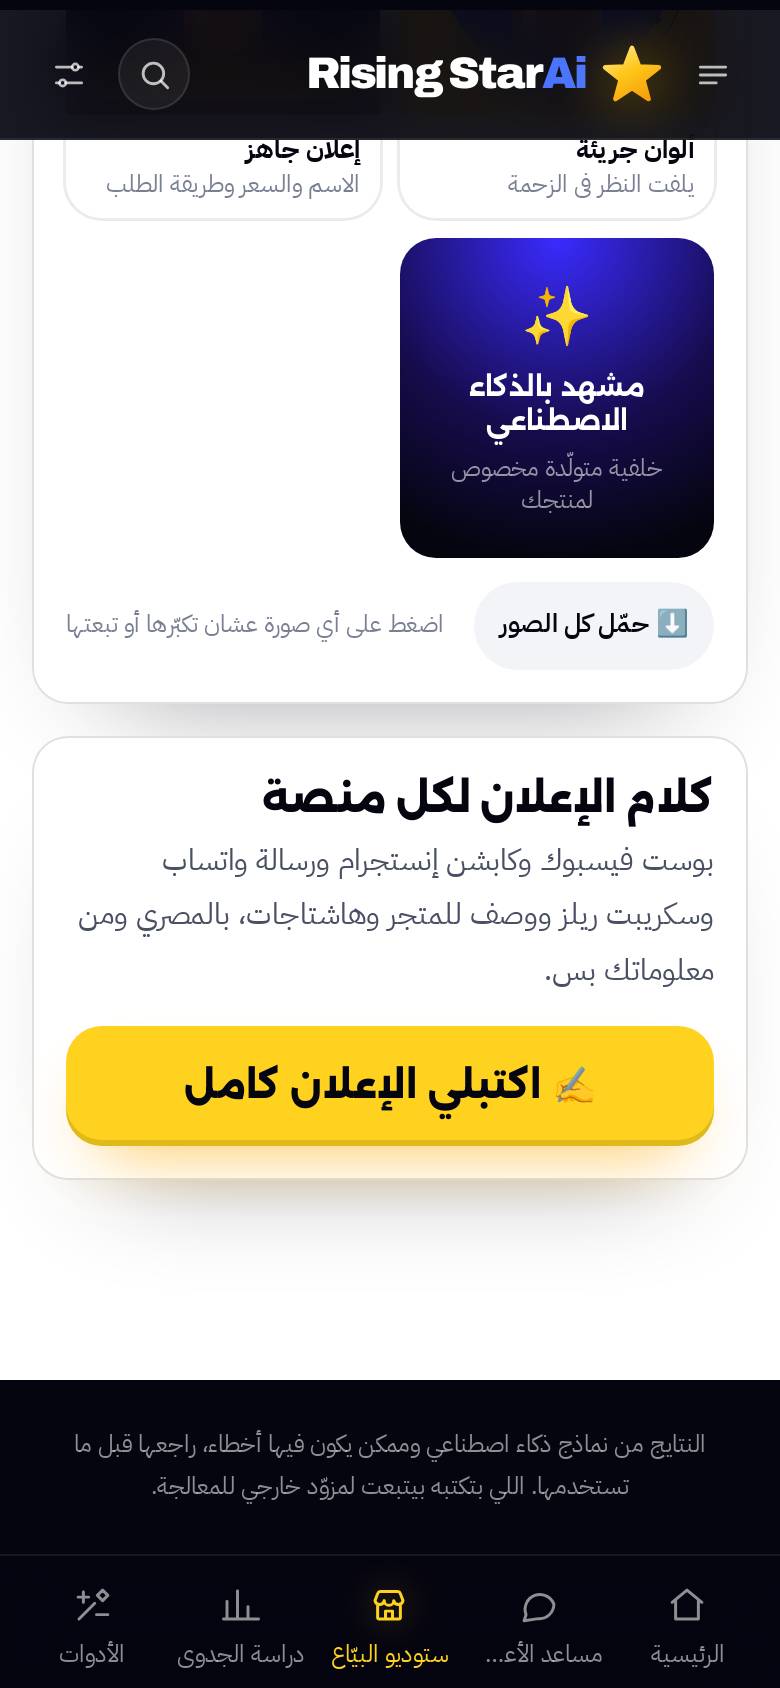 Rising StarAi
ألوان جريئة
يلفت النظر في الزحمة
إعلان جاهز
الاسم والسعر وطريقة الطلب
مشهد بالذكاء
الاصطناعي
خلفية متولّدة مخصوص
لمنتجك
حمّل كل الصور
اضغط على أي صورة عشان تكبّرها أو تبعتها
كلام الإعلان لكل منصة
بوست فيسبوك وكابشن إنستجرام ورسالة واتساب
وسكريبت ريلز ووصف للمتجر وهاشتاجات، بالمصري ومن
معلوماتك بس.
اكتبلي الإعلان كامل
النتايج من نماذج ذكاء اصطناعي وممكن يكون فيها أخطاء، راجعها قبل ما
تستخدمها. اللي بتكتبه بيتبعت لمزوّد خارجي للمعالجة.
الرئيسية
مساعد الأع...
ستوديو البيّاع
دراسة الجدوى
الأدوات